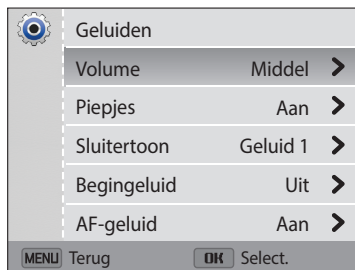 Geluiden
Volume Middel
Piepjes Aan
Sluitertoon Geluid 1
Begingeluid Uit
AF-geluid Aan
MENU Terug OK Select.